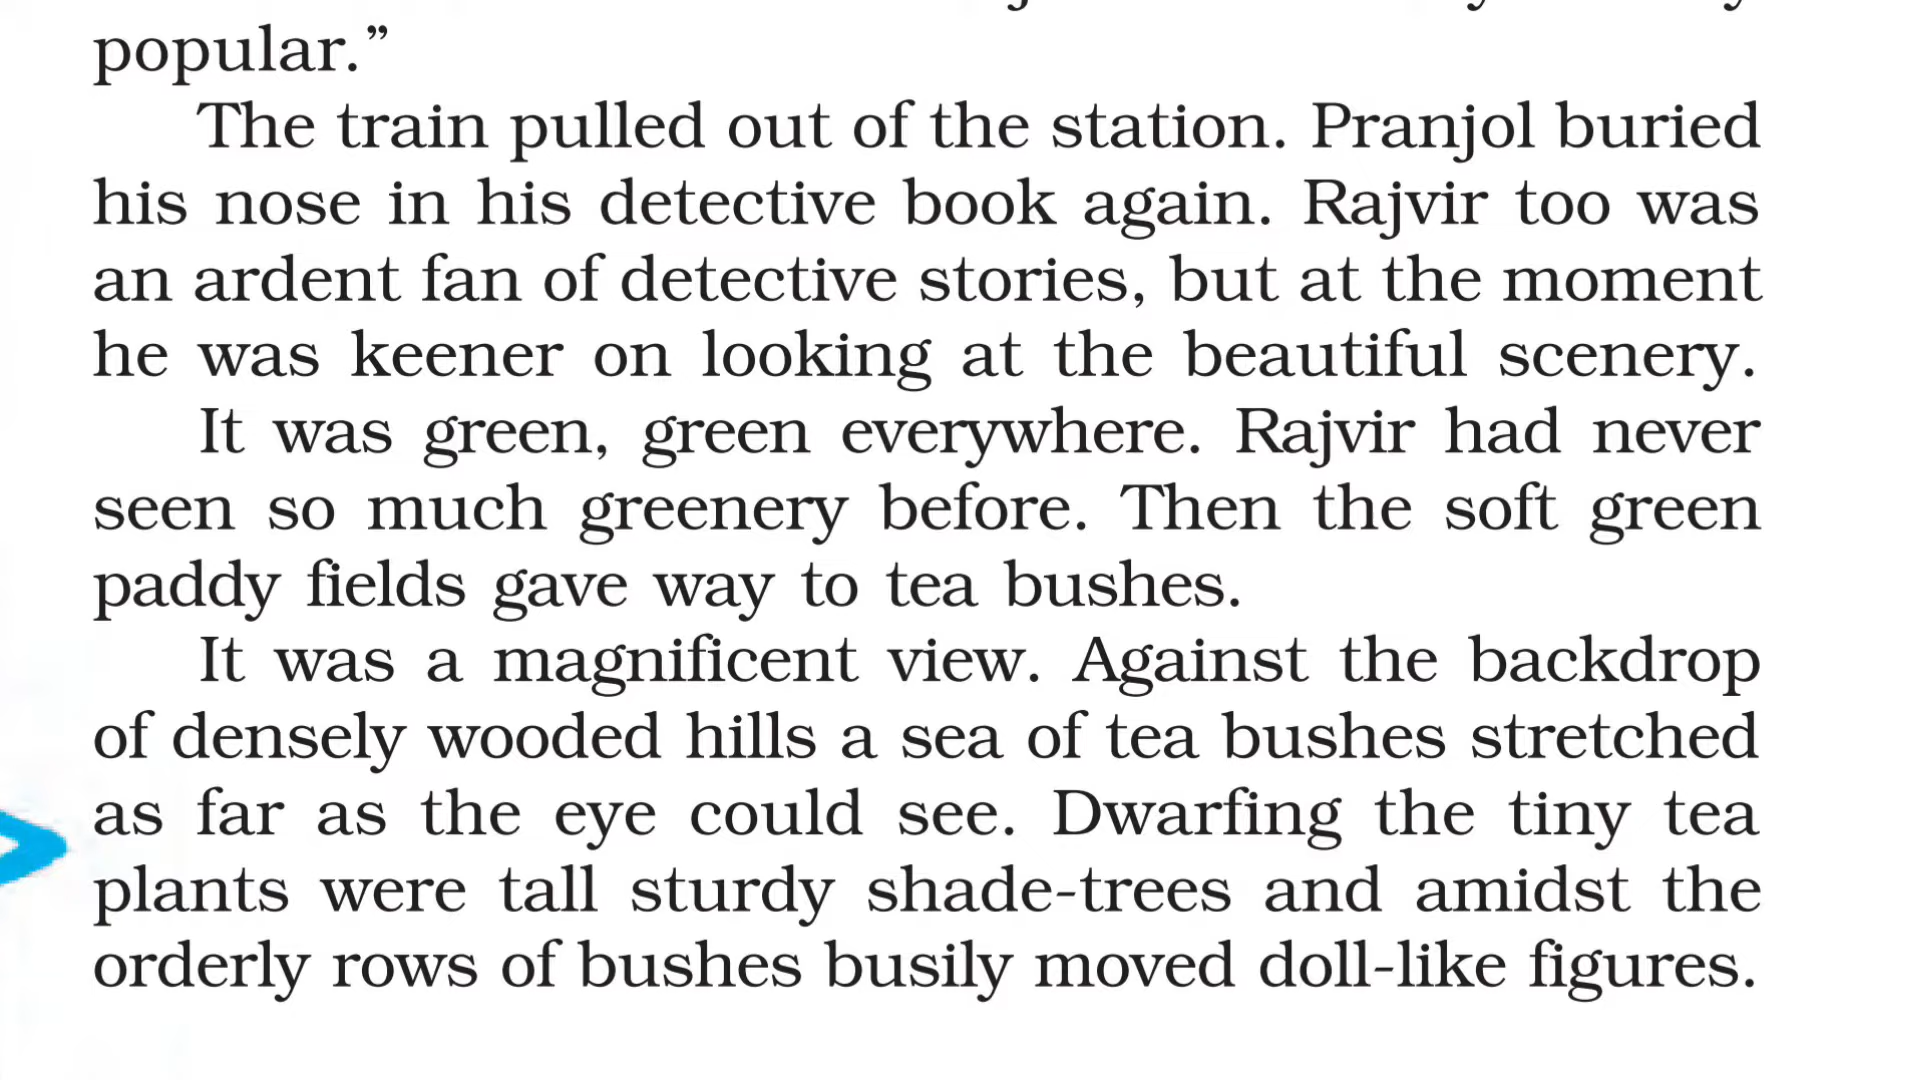 popular.”
The train pulled out of the station. Pranjol buried
his nose in his detective book again. Rajvir too was
an ardent fan of detective stories, but at the moment
he was keener on looking at the beautiful scenery.
It was green, green everywhere. Rajvir had never
seen so much greenery before. Then the soft green
paddy fields gave way to tea bushes.
It was a magnificent view. Against the backdrop
of densely wooded hills a sea of tea bushes stretched
as far as the eye could see. Dwarfing the tiny tea
plants were tall sturdy shade-trees and amidst the
orderly rows of bushes busily moved doll-like figures.